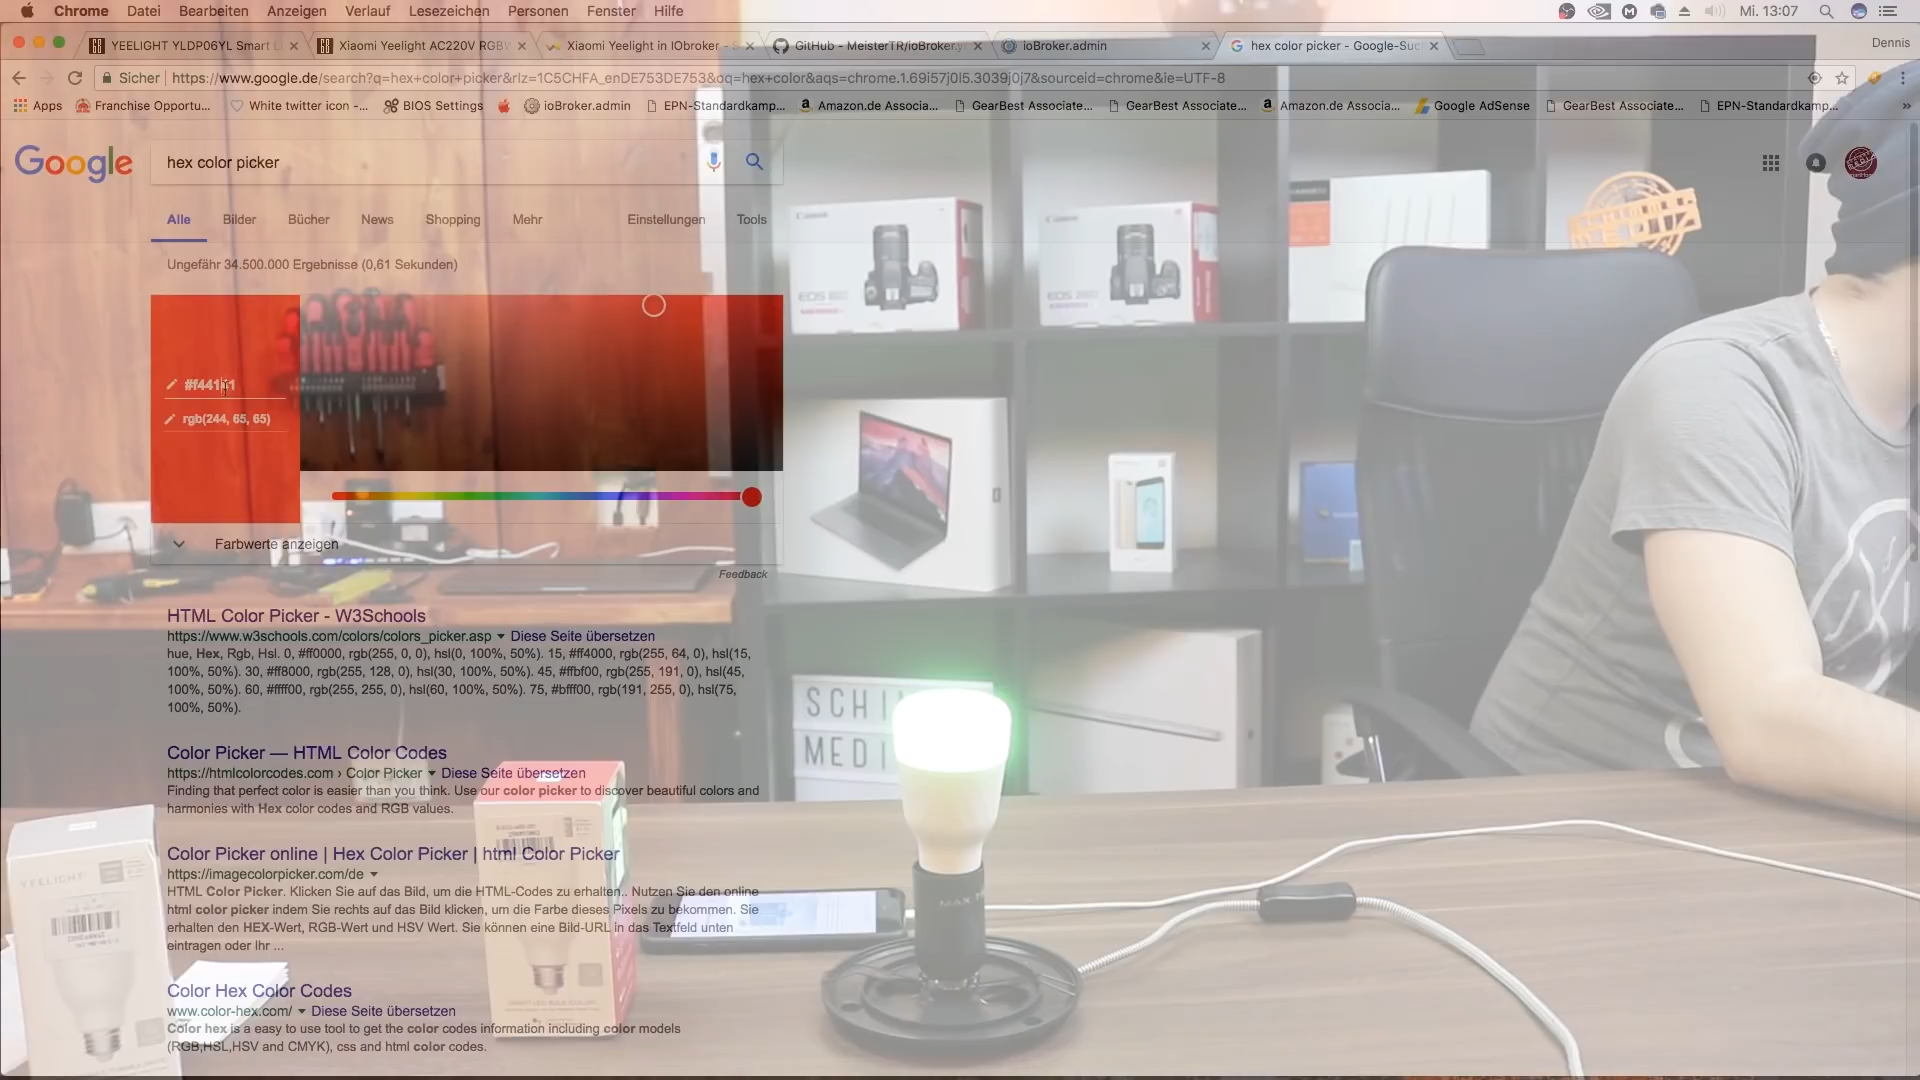 Chrome Datei Bearbeiten Anzeigen Verlauf Lesezeichen Personen Fenster Hilfe Mi. 13:07
YEELIGHT YLDP06YL Smart Xiaomi Yeelight AC220V RGBW Xiaomi Yeelight in IObroker - GitHub - MeisterTR/ioBroker.y ioBroker.admin hex color picker - Google-Suc Dennis
Sicher https://www.google.de/search?q=hex+color+picker&rlz=1C5CHFA_enDE753DE753&oq=hex+color&aqs=chrome.1.69i57j0l5.3039j0j7&sourceid=chrome&ie=UTF-8
Apps Franchise Opportu... White twitter icon -... BIOS Settings ioBroker.admin EPN-Standardkamp... Amazon.de Associa... GearBest Associate... GearBest Associate... Amazon.de Associa... Google AdSense GearBest Associate... EPN-Standardkamp...
Google hex color picker
Alle Bilder Bücher News Shopping Mehr Einstellungen Tools
Ungefähr 34.500.000 Ergebnisse (0,61 Sekunden)
Canon
EOS
rgb(244, 65, 65)
Farbwerte anzeigen
Feedback
HTML Color Picker - W3Schools
https://www.w3schools.com/colors/colors_picker.asp Diese Seite übersetzen
hue, Hex, Rgb, Hsl. 0, #ff0000, rgb(255, 0, 0), hsl(0, 100%, 50%). 15, #ff4000, rgb(255, 64, 0), hsl(15,
100%, 50%). 30, #ff8000, rgb(255, 128, 0), hsl(30, 100%, 50%). 45, #ffbf00, rgb(255, 191, 0), hsl(45,
100%, 50%). 60, #ffff00, rgb(255, 255, 0), hsl(60, 100%, 50%). 75, #bfff00, rgb(191, 255, 0), hsl(75,
100%, 50%).
SCHI
MEDI
Color Picker — HTML Color Codes
https://htmlcolorcodes.com › Color Picker Diese Seite übersetzen
Finding that perfect color is easier than you think. Use our color picker to discover beautiful colors and
harmonies with Hex color codes and RGB values.
Color Picker online | Hex Color Picker | html Color Picker
https://imagecolorpicker.com/de
HTML Color Picker. Klicken Sie auf das Bild, um die HTML-Codes zu erhalten.. Nutzen Sie den online
html color picker indem Sie rechts auf das Bild klicken, um die Farbe dieses Pixels zu bekommen. Sie
erhalten den HEX-Wert, RGB-Wert und HSV Wert. Sie können eine Bild-URL in das Textfeld unten
eintragen oder Ihr ...
YEELIGHT
Color Hex Color Codes
www.color-hex.com/ Diese Seite übersetzen
Color hex is a easy to use tool to get the color codes information including color models
(RGB,HSL,HSV and CMYK), css and html color codes.